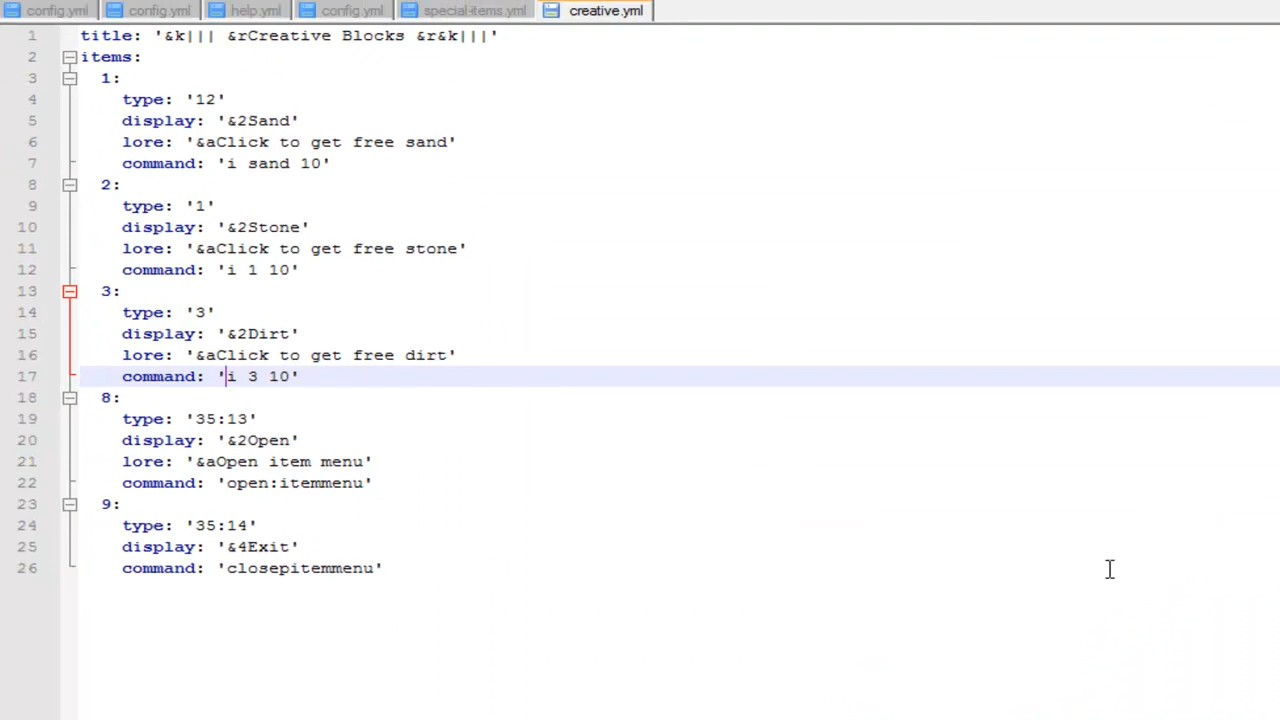 config.yml config.yml help.yml config.yml special-items.yml creative.yml
1 title: '&k||| &rCreative Blocks &r&k|||'
2 items:
3 1:
4 type: '12'
5 display: '&2Sand'
6 lore: '&aClick to get free sand'
7 command: 'i sand 10'
8 2:
9 type: '1'
10 display: '&2Stone'
11 lore: '&aClick to get free stone'
12 command: 'i 1 10'
13 3:
14 type: '3'
15 display: '&2Dirt'
16 lore: '&aClick to get free dirt'
17 command: 'i 3 10'
18 8:
19 type: '35:13'
20 display: '&2Open'
21 lore: '&aOpen item menu'
22 command: 'open:itemmenu'
23 9:
24 type: '35:14'
25 display: '&4Exit'
26 command: 'closepitemmenu'